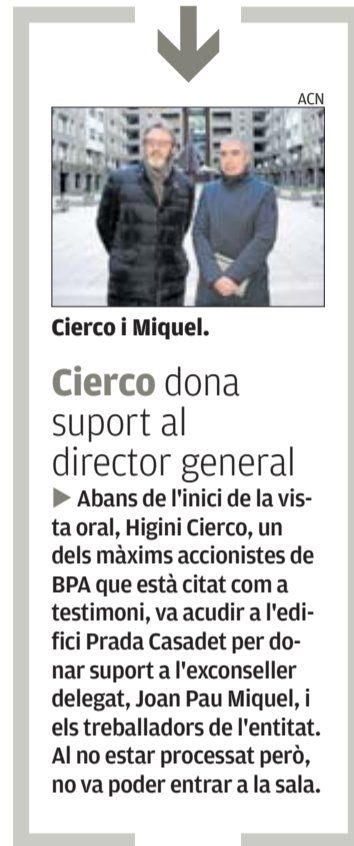 ACN
Cierco i Miquel.
Cierco dona
suport al
director general
▶ Abans de l'inici de la vis-
ta oral, Higini Cierco, un
dels màxims accionistes de
BPA que està citat com a
testimoni, va acudir a l'edi-
fici Prada Casadet per do-
nar suport a l'exconseller
delegat, Joan Pau Miquel, i
els treballadors de l'entitat.
Al no estar processat però,
no va poder entrar a la sala.